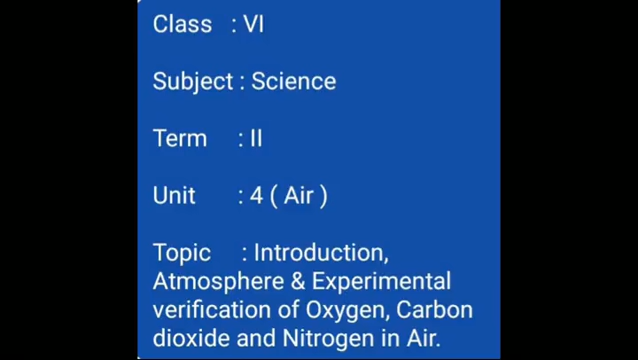 Class : VI
Subject : Science
Term : II
Unit : 4 ( Air )
Topic : Introduction,
Atmosphere & Experimental
verification of Oxygen, Carbon
dioxide and Nitrogen in Air.